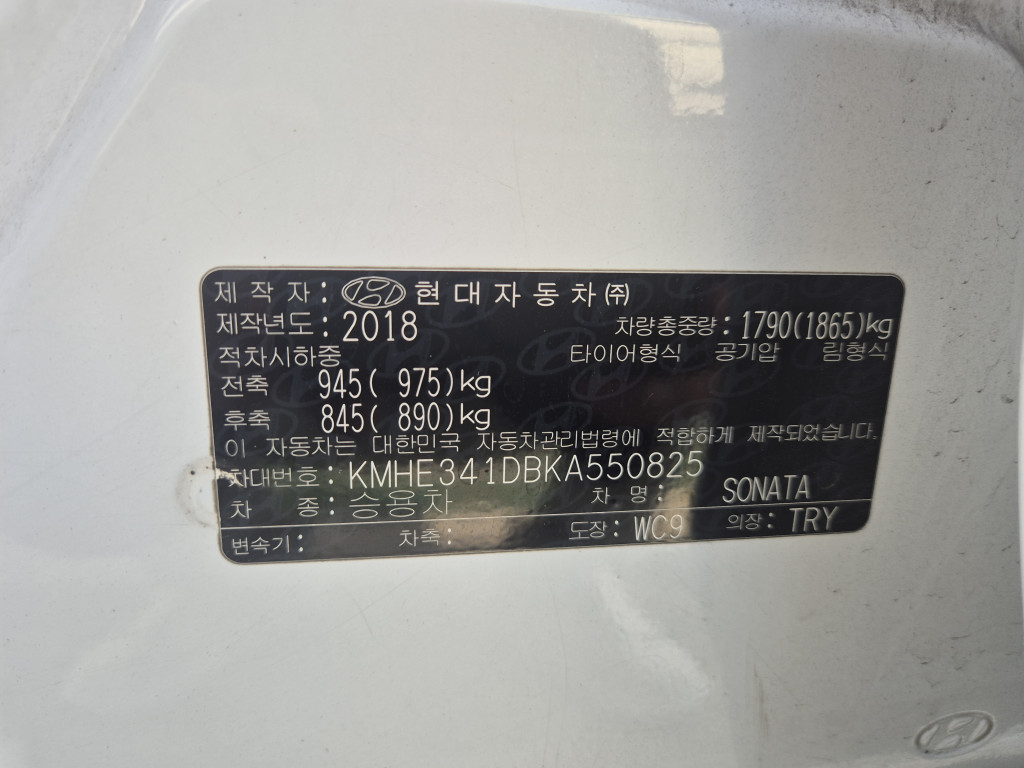 제 작 자 : 현대자동차㈜
제작년도 : 2018 차량총중량 : 1790(1865)kg
적차시하중 타이어형식 공기압 림형식
전축 945( 975)kg
후축 845( 890)kg
이 자동차는 대한민국 자동차관리법령에 적합하게 제작되었습니다.
차대번호 : KMHE341DBKA550825
차 종 : 승용차 차 명 : SONATA
변속기 : 차축 : 도장 : WC9 의장 : TRY